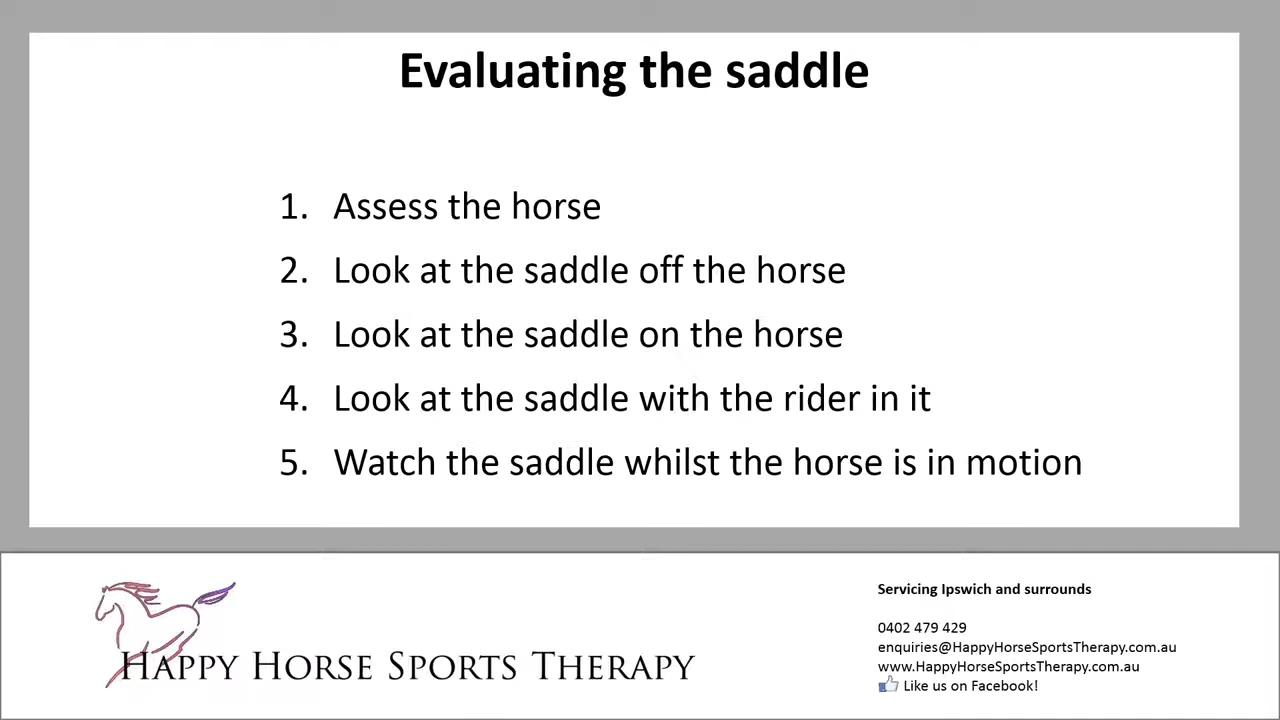 Evaluating the saddle
1. Assess the horse
2. Look at the saddle off the horse
3. Look at the saddle on the horse
4. Look at the saddle with the rider in it
5. Watch the saddle whilst the horse is in motion
HAPPY HORSE SPORTS THERAPY
Servicing Ipswich and surrounds
0402 479 429
enquiries@HappyHorseSportsTherapy.com.au
www.HappyHorseSportsTherapy.com.au
Like us on Facebook!